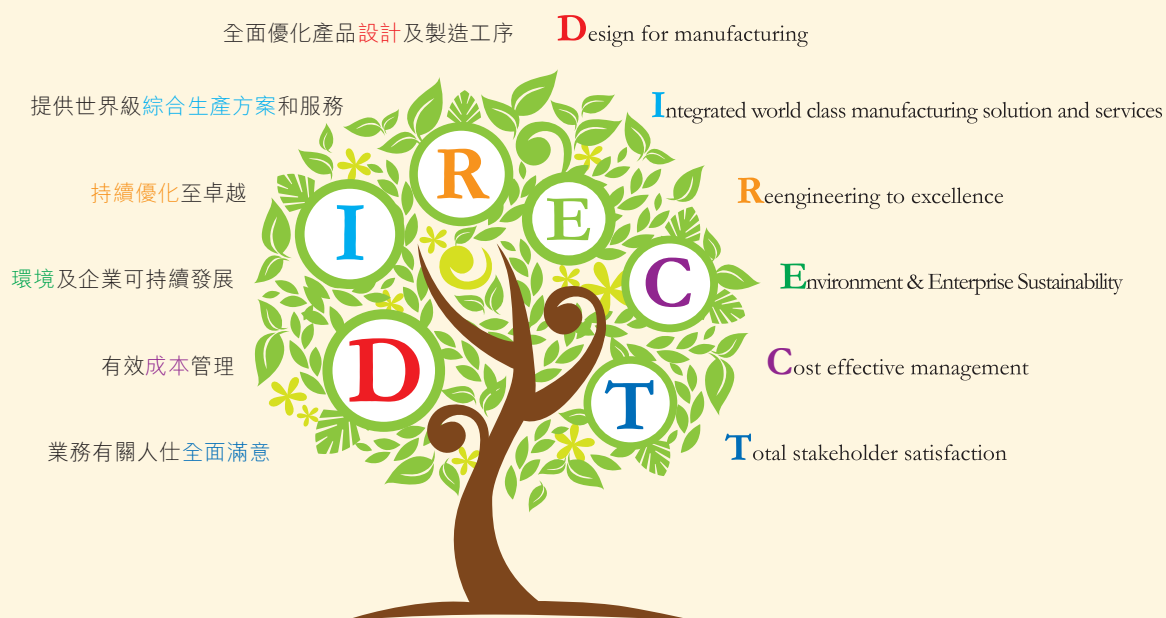 全面優化產品設計及製造工序 Design for manufacturing
提供世界級綜合生產方案和服務 Integrated world class manufacturing solution and services
持續優化至卓越 Reengineering to excellence
環境及企業可持續發展 Environment & Enterprise Sustainability
有效成本管理 Cost effective management
業務有關人仕全面滿意 Total stakeholder satisfaction
D
I
R
E
C
T